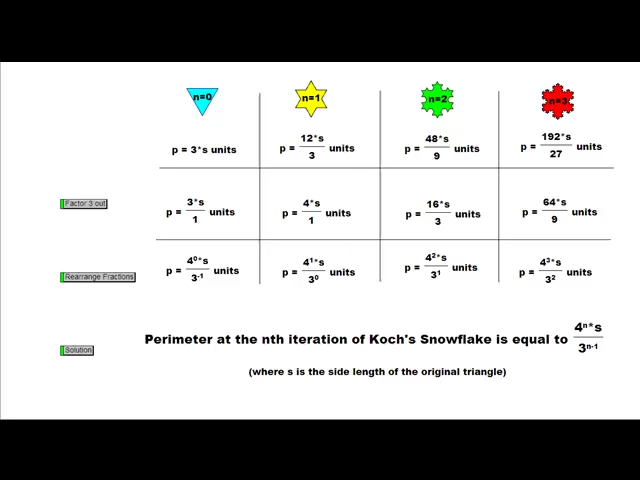 n=0 n=1 n=2 n=3
p = 3*s units p = 12*s/3 units p = 48*s/9 units p = 192*s/27 units
Factor 3 out
p = 3*s/1 units p = 4*s/1 units p = 16*s/3 units p = 64*s/9 units
Rearrange Fractions
p = 4⁰*s/3⁻¹ units p = 4¹*s/3⁰ units p = 4²*s/3¹ units p = 4³*s/3² units
Solution
Perimeter at the nth iteration of Koch's Snowflake is equal to 4ⁿ*s/3ⁿ⁻¹
(where s is the side length of the original triangle)